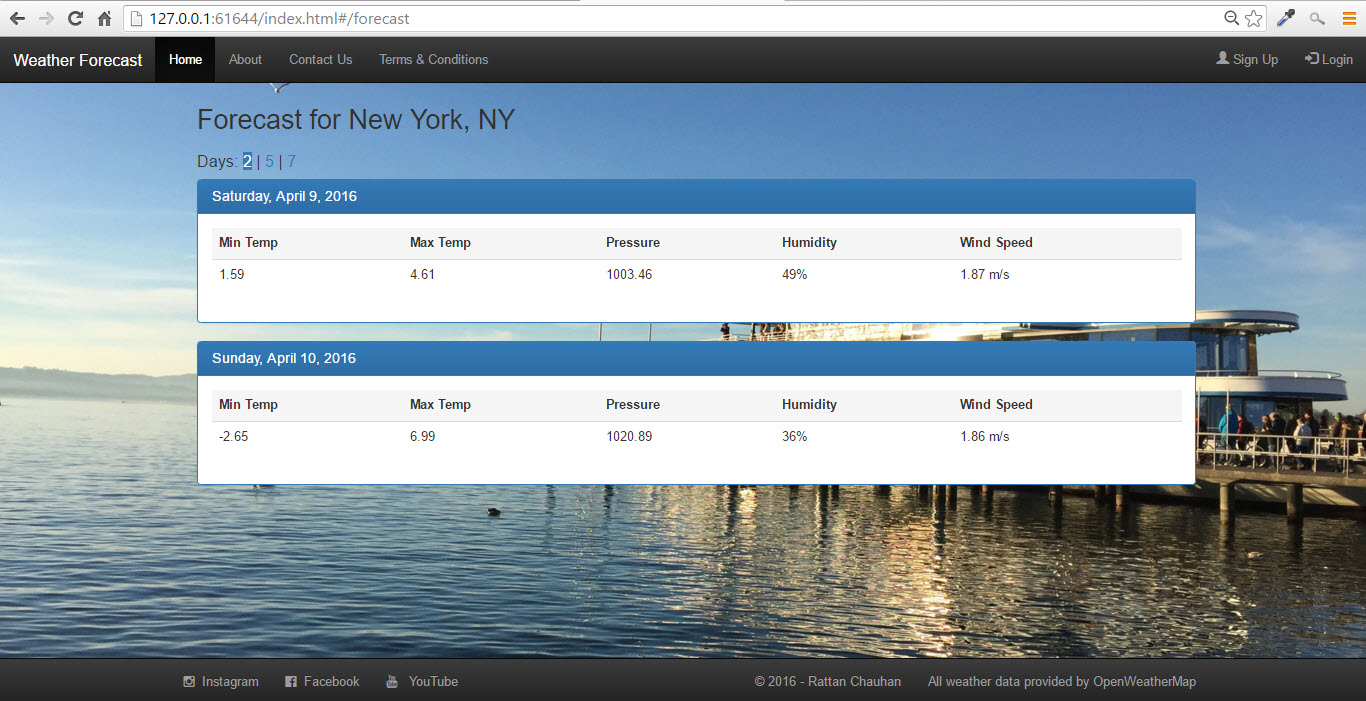 127.0.0.1:61644/index.html#/forecast
Weather Forecast Home About Contact Us Terms & Conditions Sign Up Login
Forecast for New York, NY
Days: 2 | 5 | 7
Saturday, April 9, 2016
Min Temp Max Temp Pressure Humidity Wind Speed
1.59 4.61 1003.46 49% 1.87 m/s
Sunday, April 10, 2016
Min Temp Max Temp Pressure Humidity Wind Speed
-2.65 6.99 1020.89 36% 1.86 m/s
Instagram Facebook YouTube © 2016 - Rattan Chauhan All weather data provided by OpenWeatherMap